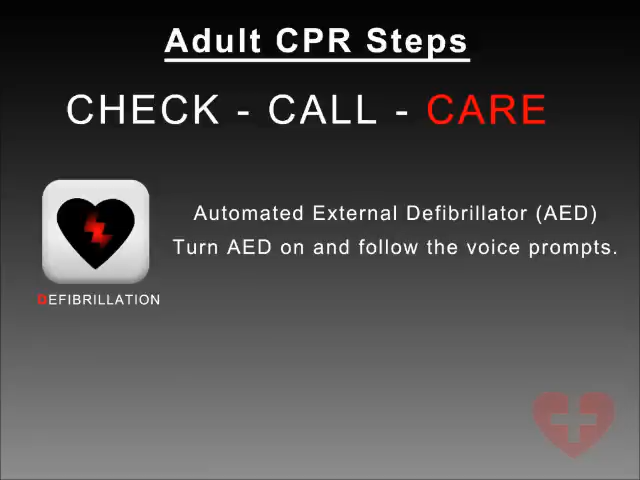 Adult CPR Steps
CHECK - CALL - CARE
Automated External Defibrillator (AED)
Turn AED on and follow the voice prompts.
DEFIBRILLATION